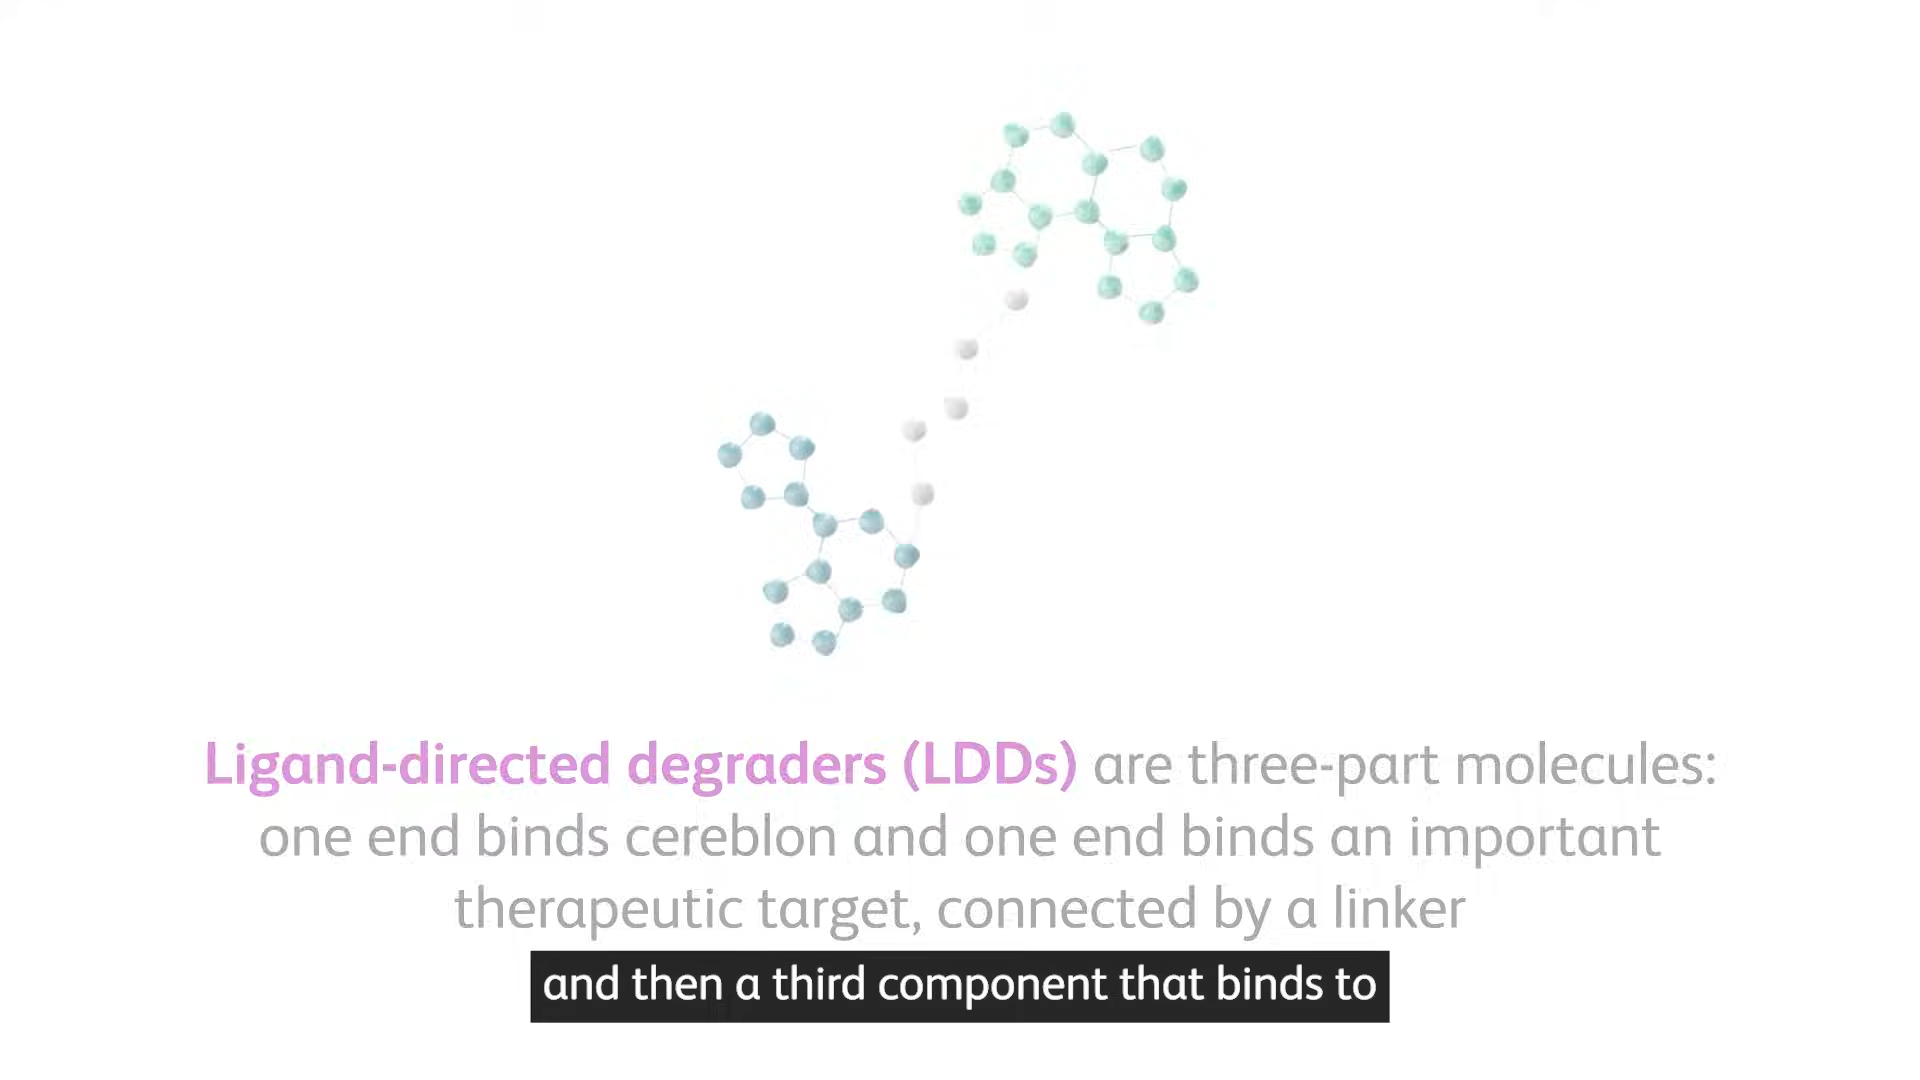 Ligand-directed degraders (LDDs) are three-part molecules:
one end binds cereblon and one end binds an important
therapeutic target, connected by a linker
and then a third component that binds to